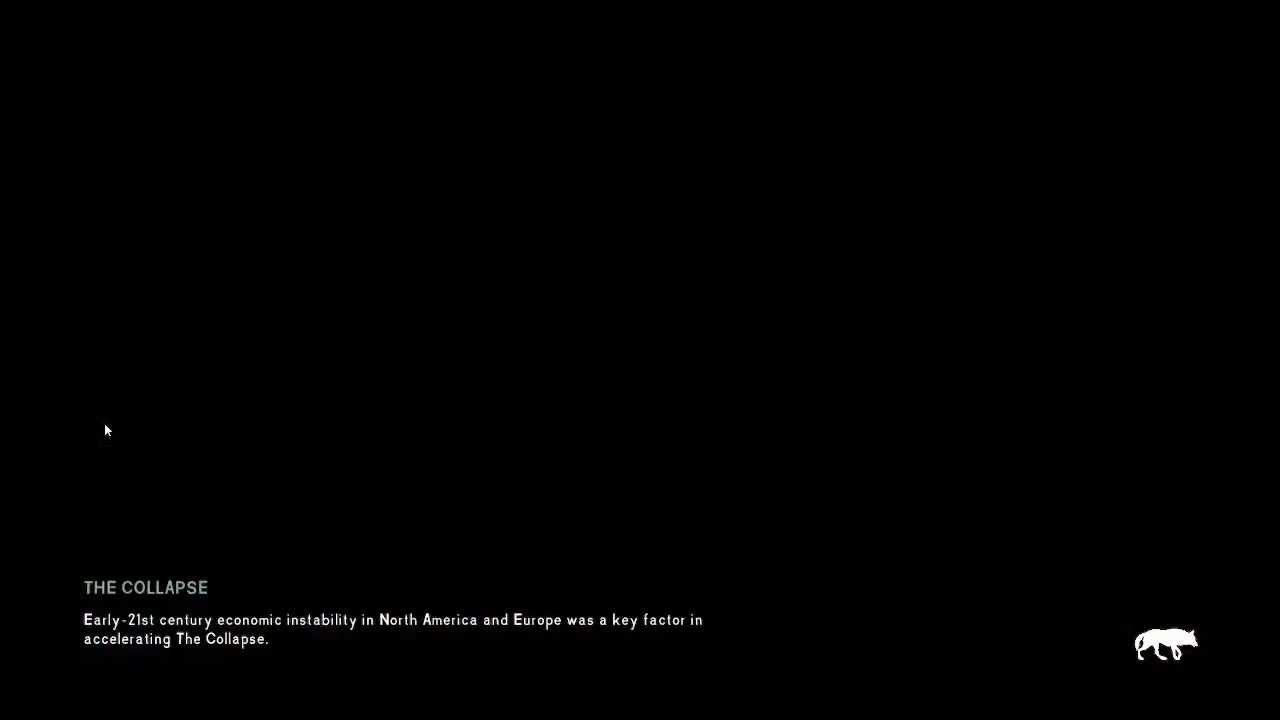 THE COLLAPSE
Early-21st century economic instability in North America and Europe was a key factor in
accelerating The Collapse.